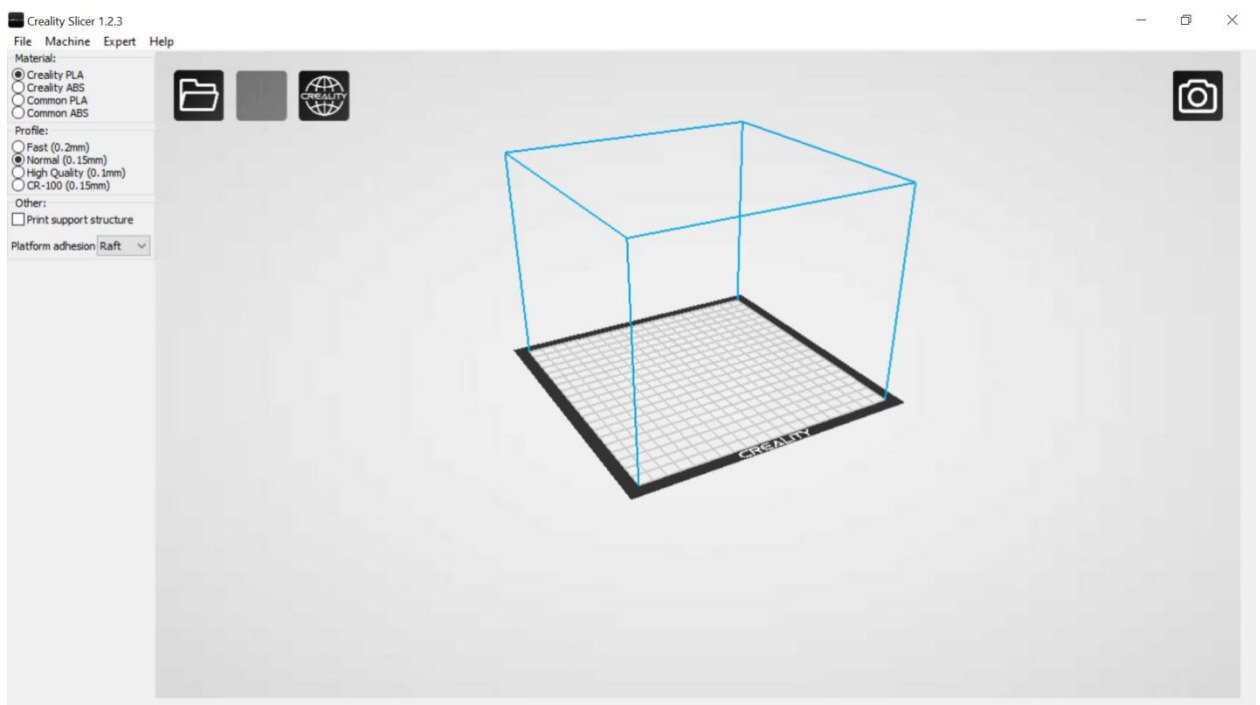 Creality Slicer 1.2.3
File Machine Expert Help
Material:
Creality PLA
Creality ABS
Common PLA
Common ABS
Profile:
Fast (0.2mm)
Normal (0.15mm)
High Quality (0.1mm)
CR-100 (0.15mm)
Other:
Print support structure
Platform adhesion Raft
CREALITY
CREALITY